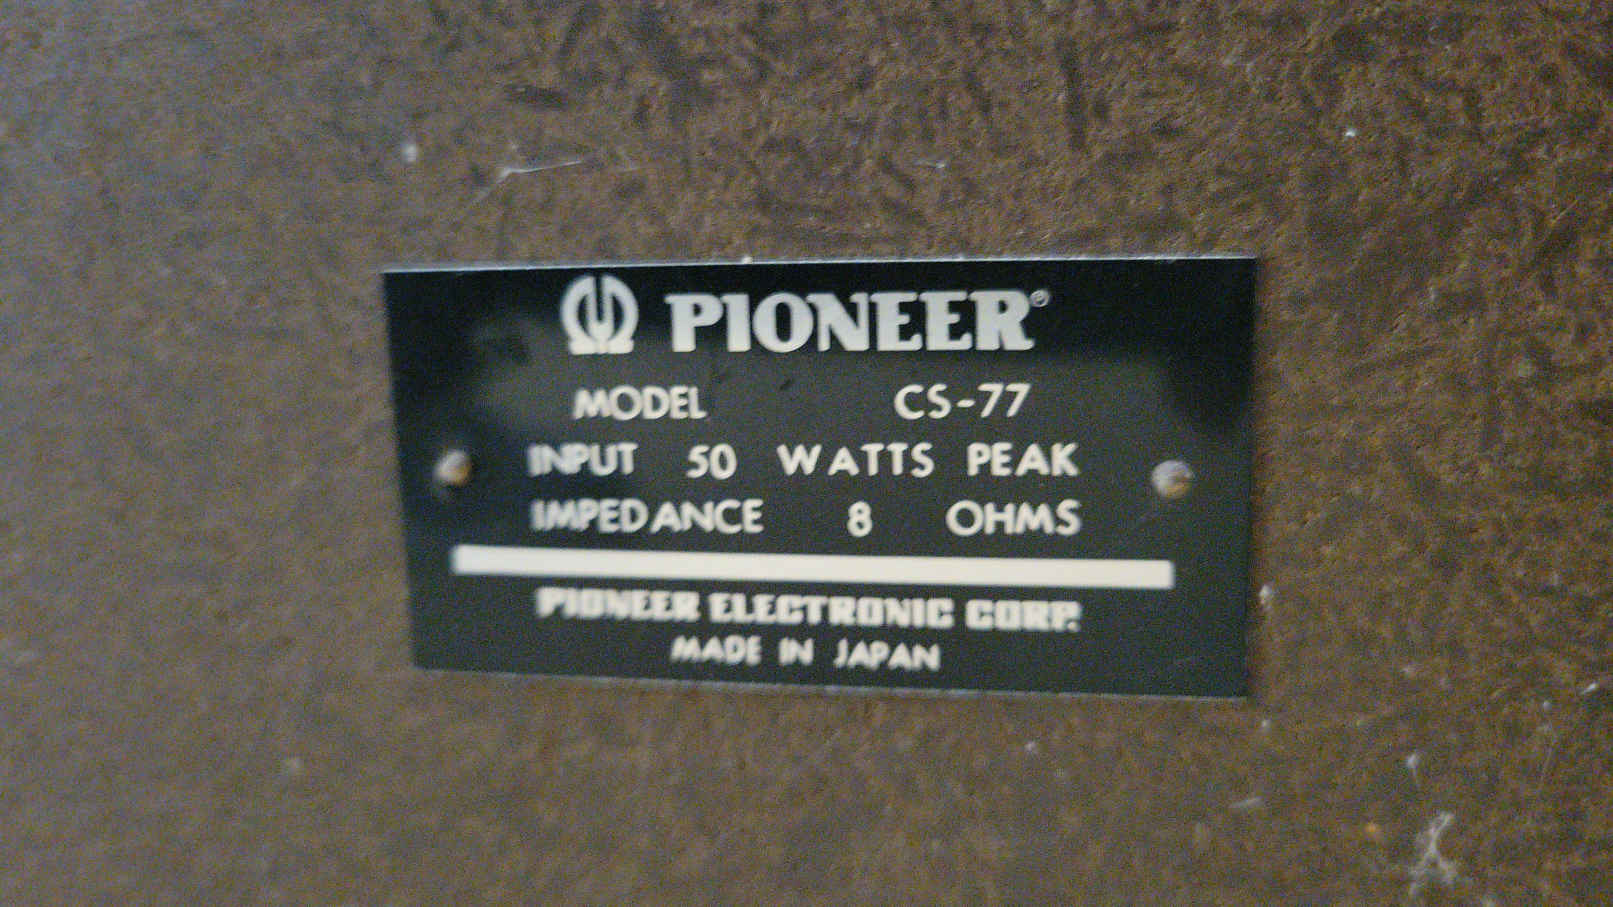 PIONEER®
MODEL CS-77
INPUT 50 WATTS PEAK
IMPEDANCE 8 OHMS
PIONEER ELECTRONIC CORP.
MADE IN JAPAN